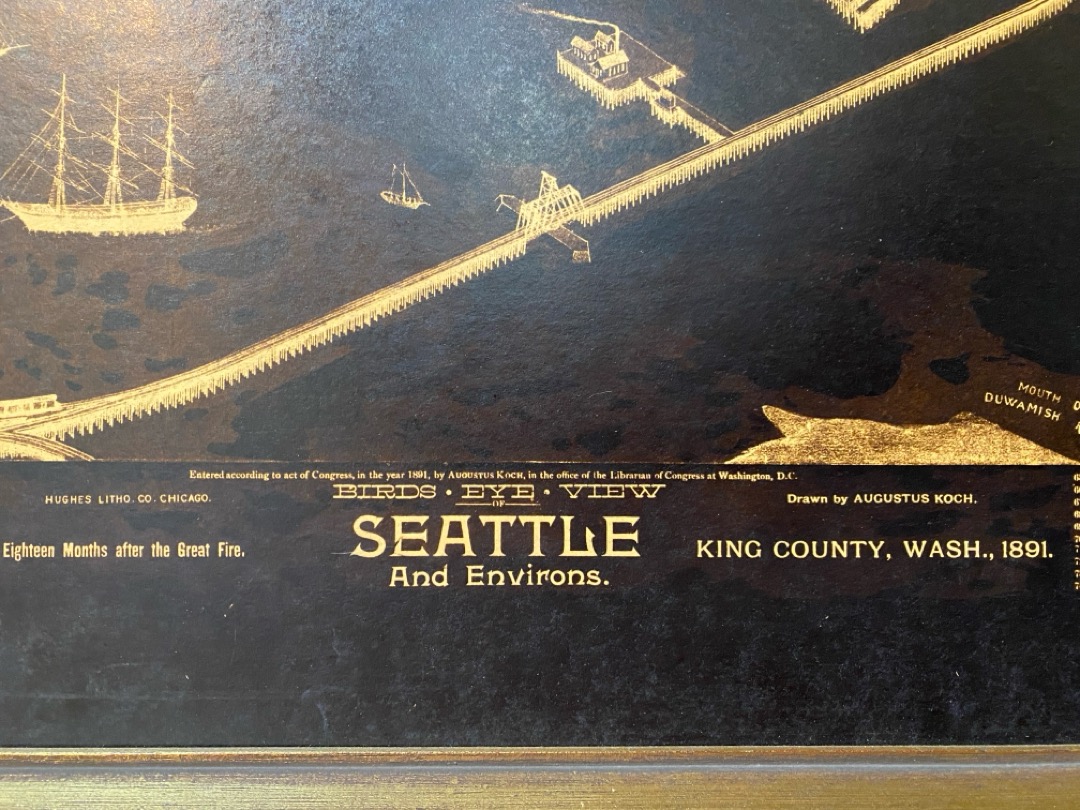 MOUTH
DUWAMISH
Entered according to act of Congress, in the year 1891, by AUGUSTUS KOCH, in the office of the Librarian of Congress at Washington, D.C.
HUGHES LITHO. CO. CHICAGO.
BIRDS · EYE · VIEW
OF
Drawn by AUGUSTUS KOCH.
SEATTLE
Eighteen Months after the Great Fire.
KING COUNTY, WASH., 1891.
And Environs.